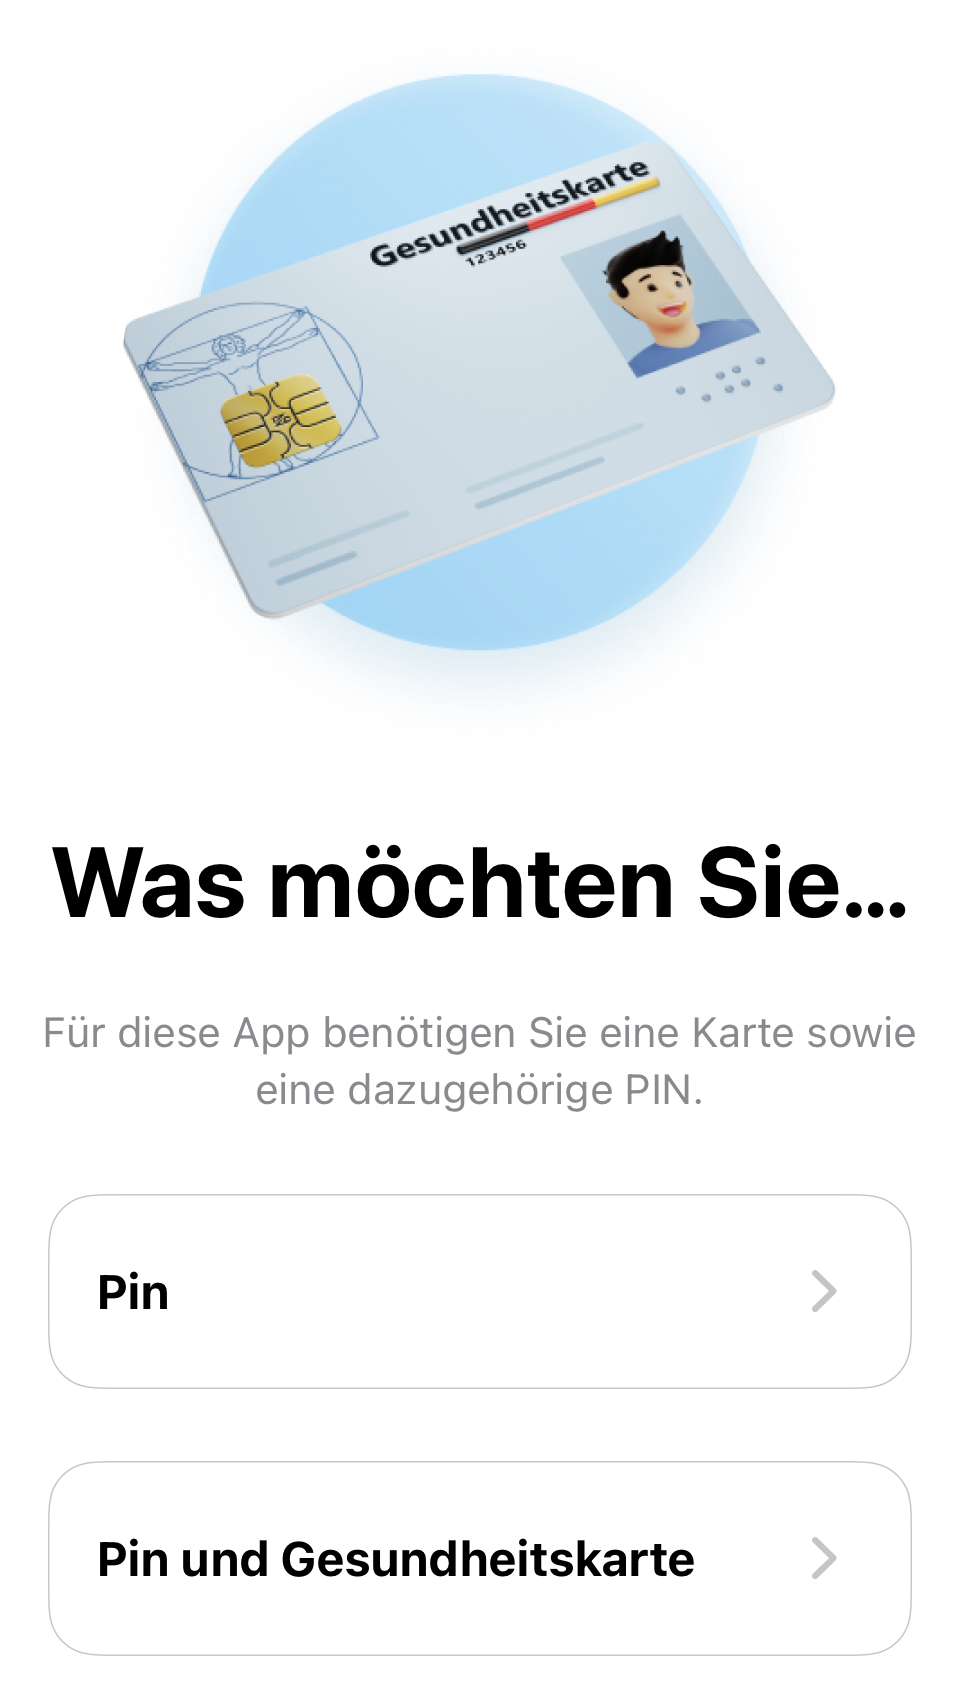 Gesundheitskarte
123456
Was möchten Sie...
Für diese App benötigen Sie eine Karte sowie
eine dazugehörige PIN.
Pin
Pin und Gesundheitskarte